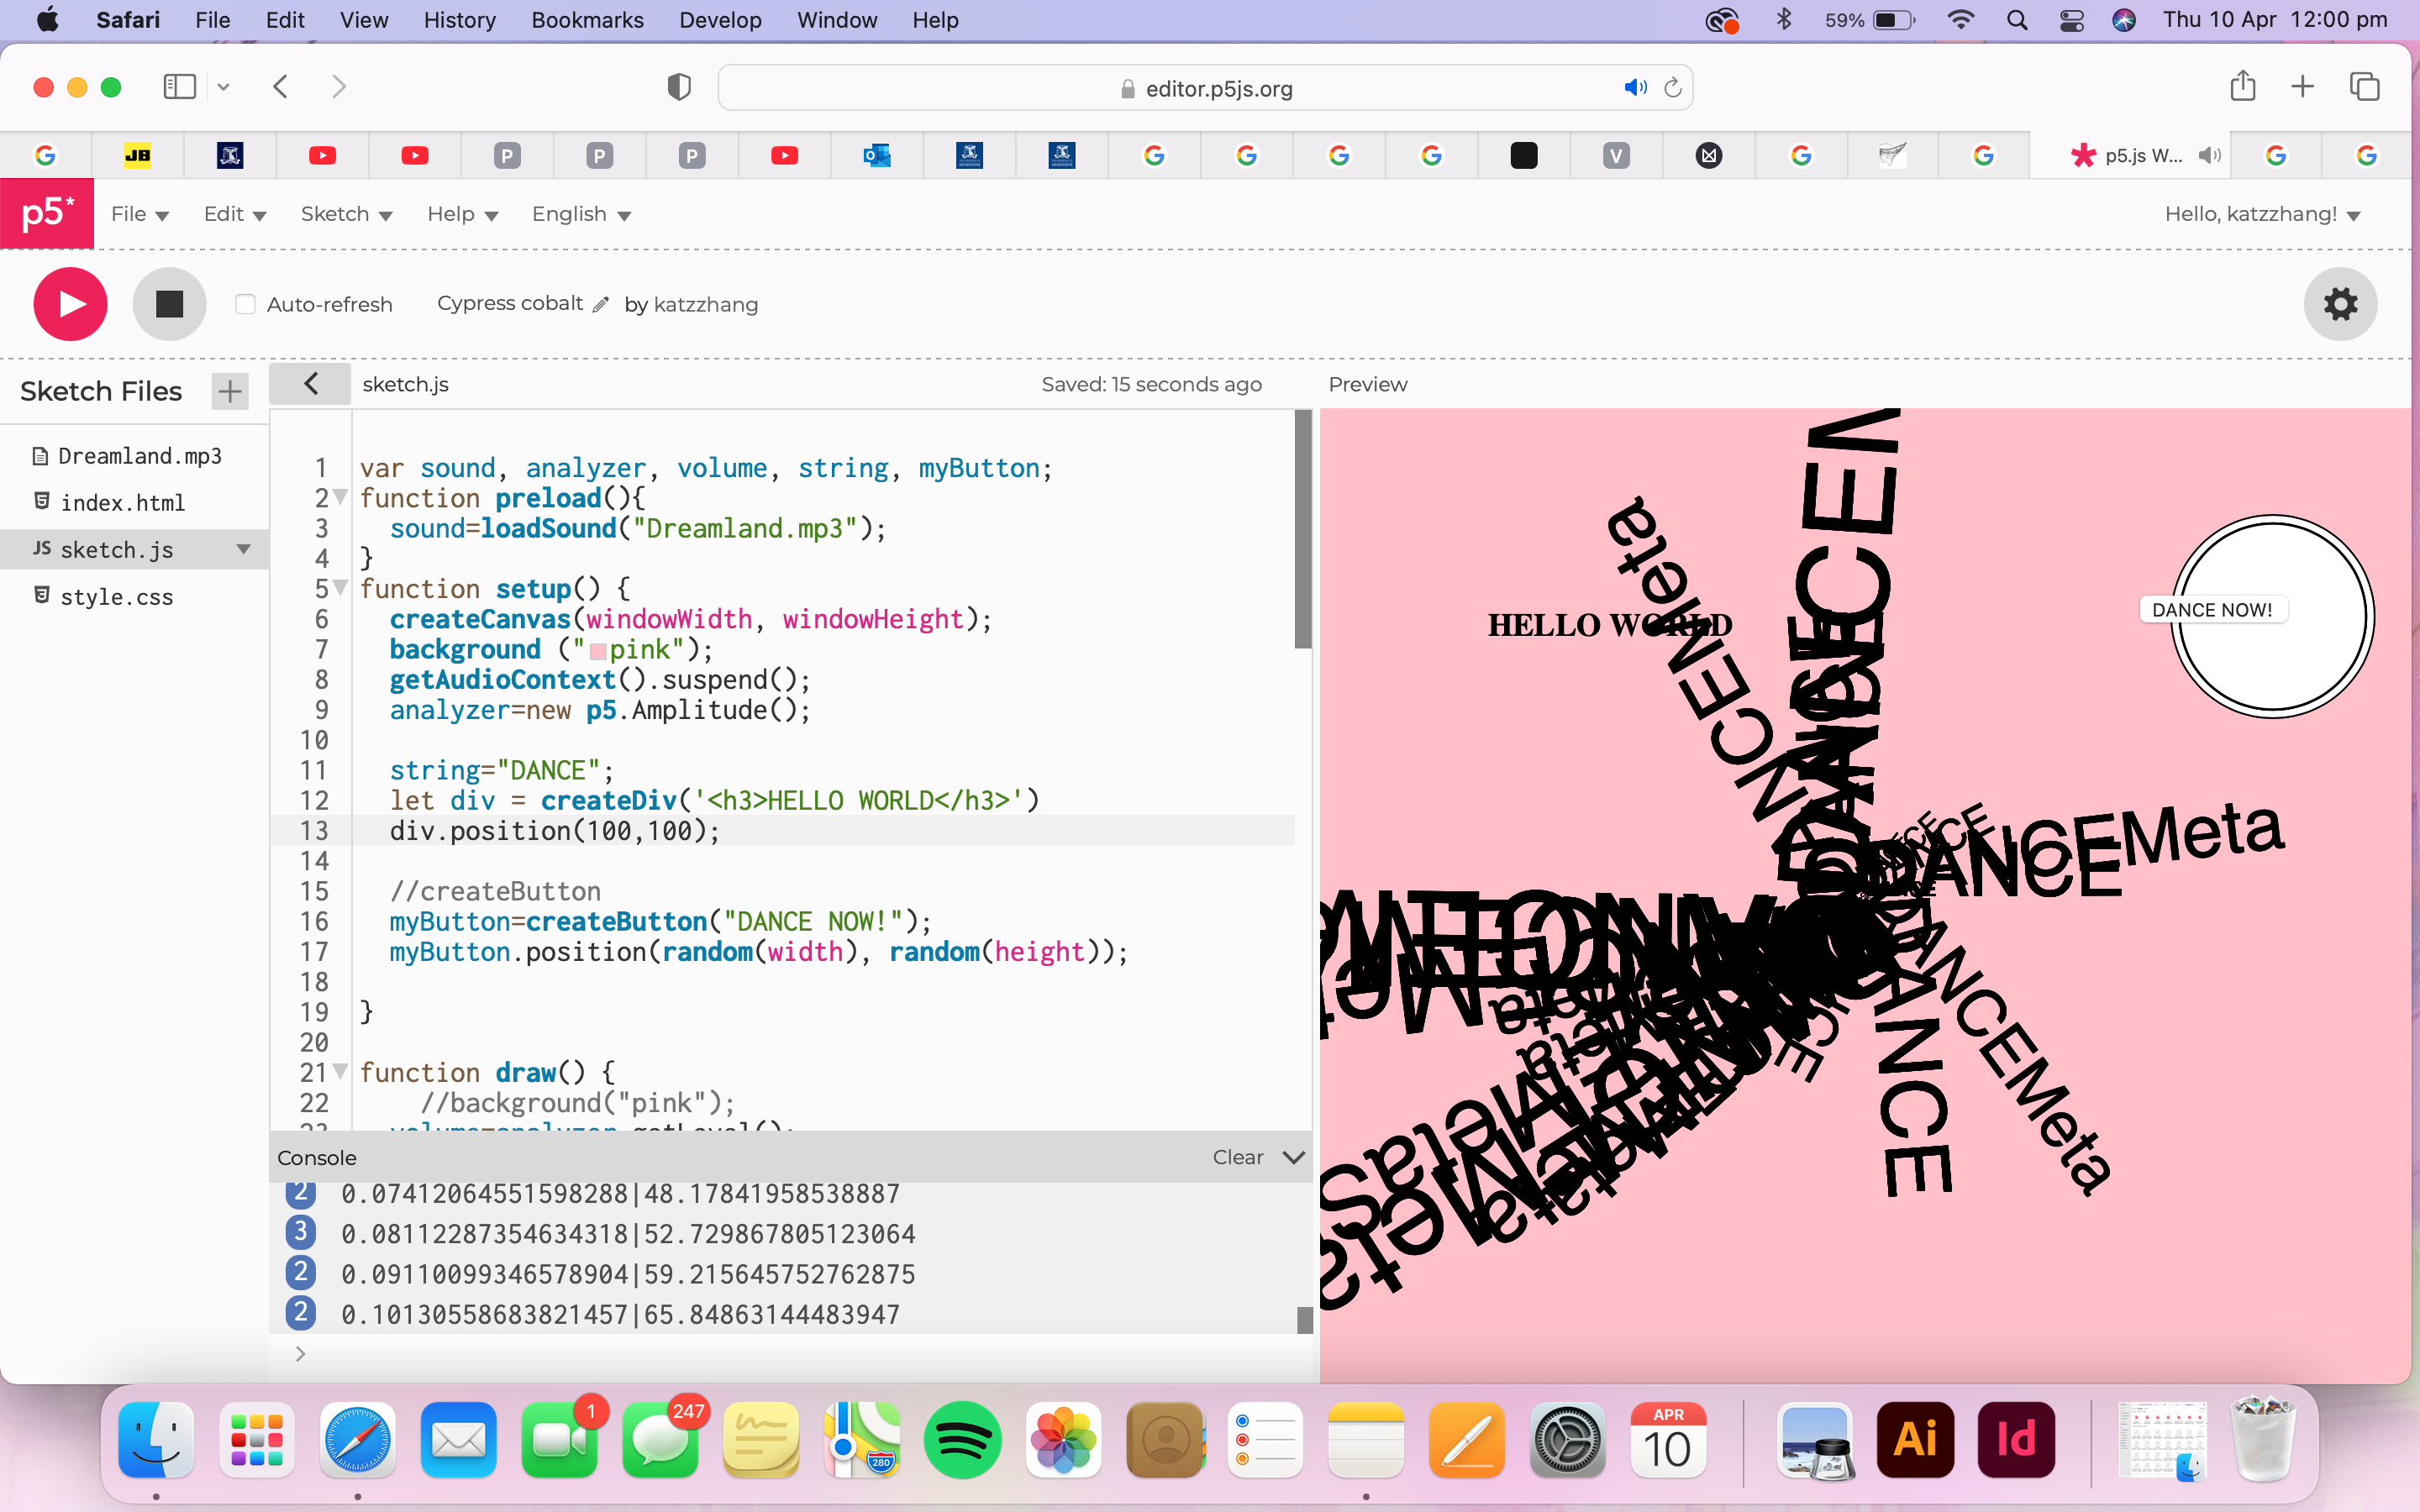 Safari File Edit View History Bookmarks Develop Window Help 59% Thu 10 Apr 12:00 pm
editor.p5js.org
JB P P P V p5.js W...
p5* File Edit Sketch Help English Hello, katzzhang!
Auto-refresh Cypress cobalt by katzzhang
Sketch Files
Dreamland.mp3
index.html
JS sketch.js
style.css
sketch.js Saved: 15 seconds ago
1 var sound, analyzer, volume, string, myButton;
2 function preload(){
3 sound=loadSound("Dreamland.mp3");
4 }
5 function setup() {
6 createCanvas(windowWidth, windowHeight);
7 background ("pink");
8 getAudioContext().suspend();
9 analyzer=new p5.Amplitude();
10
11 string="DANCE";
12 let div = createDiv('<h3>HELLO WORLD</h3>')
13 div.position(100,100);
14
15 //createButton
16 myButton=createButton("DANCE NOW!");
17 myButton.position(random(width), random(height));
18
19 }
20
21 function draw() {
22 //background("pink");
23 volume=analyzer.getLevel();
Console Clear
2 0.07412064551598288|48.17841958538887
3 0.08112287354634318|52.729867805123064
2 0.09110099346578904|59.215645752762875
2 0.10130558683821457|65.84863144483947
>
Preview
HELLO WORLD
DANCE NOW!
DANCEMeta
DANCE
DANCEMeta
DANCE
1
247
280
APR
10
Ai
Id